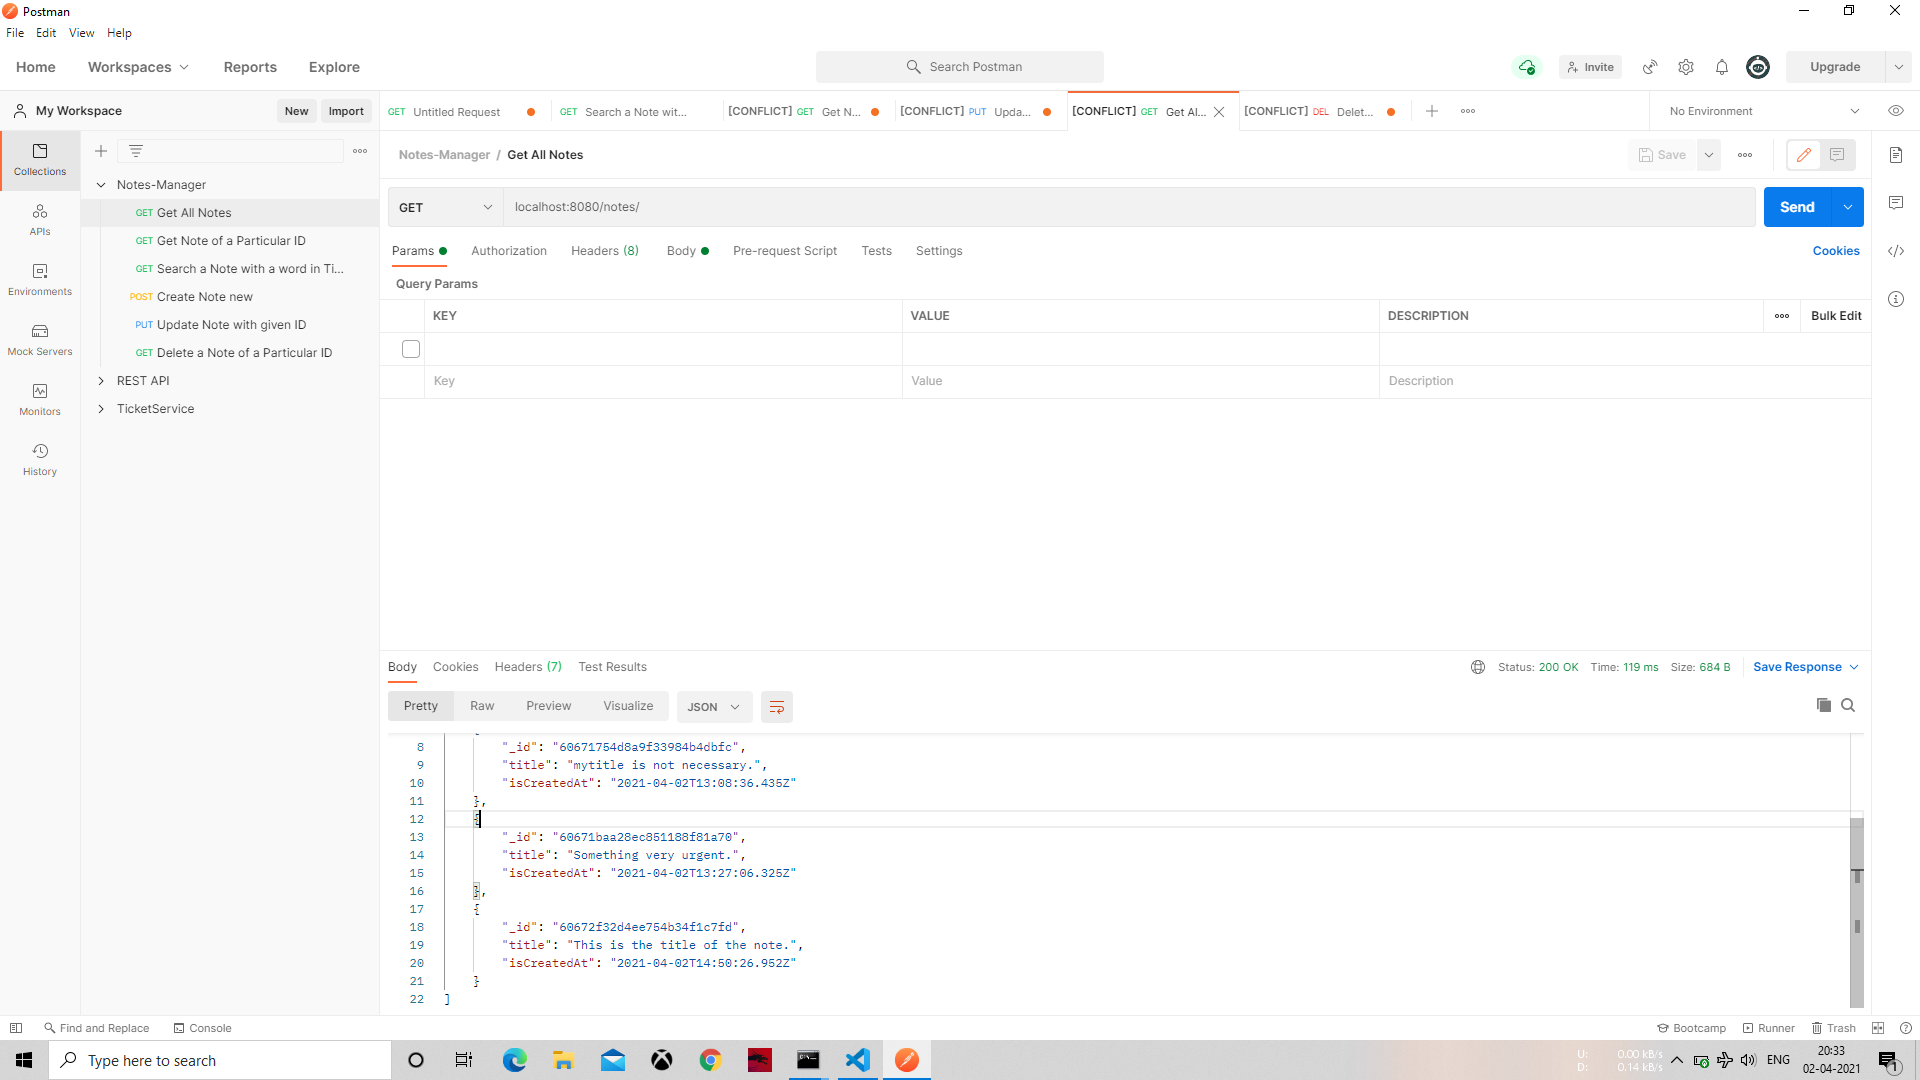 Postman
File Edit View Help
Home Workspaces Reports Explore Search Postman Invite Upgrade
My Workspace New Import
GET Untitled Request GET Search a Note wit... [CONFLICT] GET Get N... [CONFLICT] PUT Upda... [CONFLICT] GET Get Al... [CONFLICT] DEL Delet... No Environment
Collections
APIs
Environments
Mock Servers
Monitors
History
Notes-Manager
GET Get All Notes
GET Get Note of a Particular ID
GET Search a Note with a word in Ti...
POST Create Note new
PUT Update Note with given ID
GET Delete a Note of a Particular ID
REST API
TicketService
Notes-Manager / Get All Notes Save
GET localhost:8080/notes/ Send
Params Authorization Headers (8) Body Pre-request Script Tests Settings Cookies
Query Params
KEY VALUE DESCRIPTION Bulk Edit
Key Value Description
Body Cookies Headers (7) Test Results Status: 200 OK Time: 119 ms Size: 684 B Save Response
Pretty Raw Preview Visualize JSON
8 "_id": "60671754d8a9f33984b4dbfc",
9 "title": "mytitle is not necessary.",
10 "isCreatedAt": "2021-04-02T13:08:36.435Z"
11 },
12 {
13 "_id": "60671baa28ec851188f81a70",
14 "title": "Something very urgent.",
15 "isCreatedAt": "2021-04-02T13:27:06.325Z"
16 },
17 {
18 "_id": "60672f32d4ee754b34f1c7fd",
19 "title": "This is the title of the note.",
20 "isCreatedAt": "2021-04-02T14:50:26.952Z"
21 }
22 ]
Find and Replace Console Bootcamp Runner Trash
Type here to search
U: 0.00 kB/s
D: 0.14 kB/s
ENG
20:33
02-04-2021
1